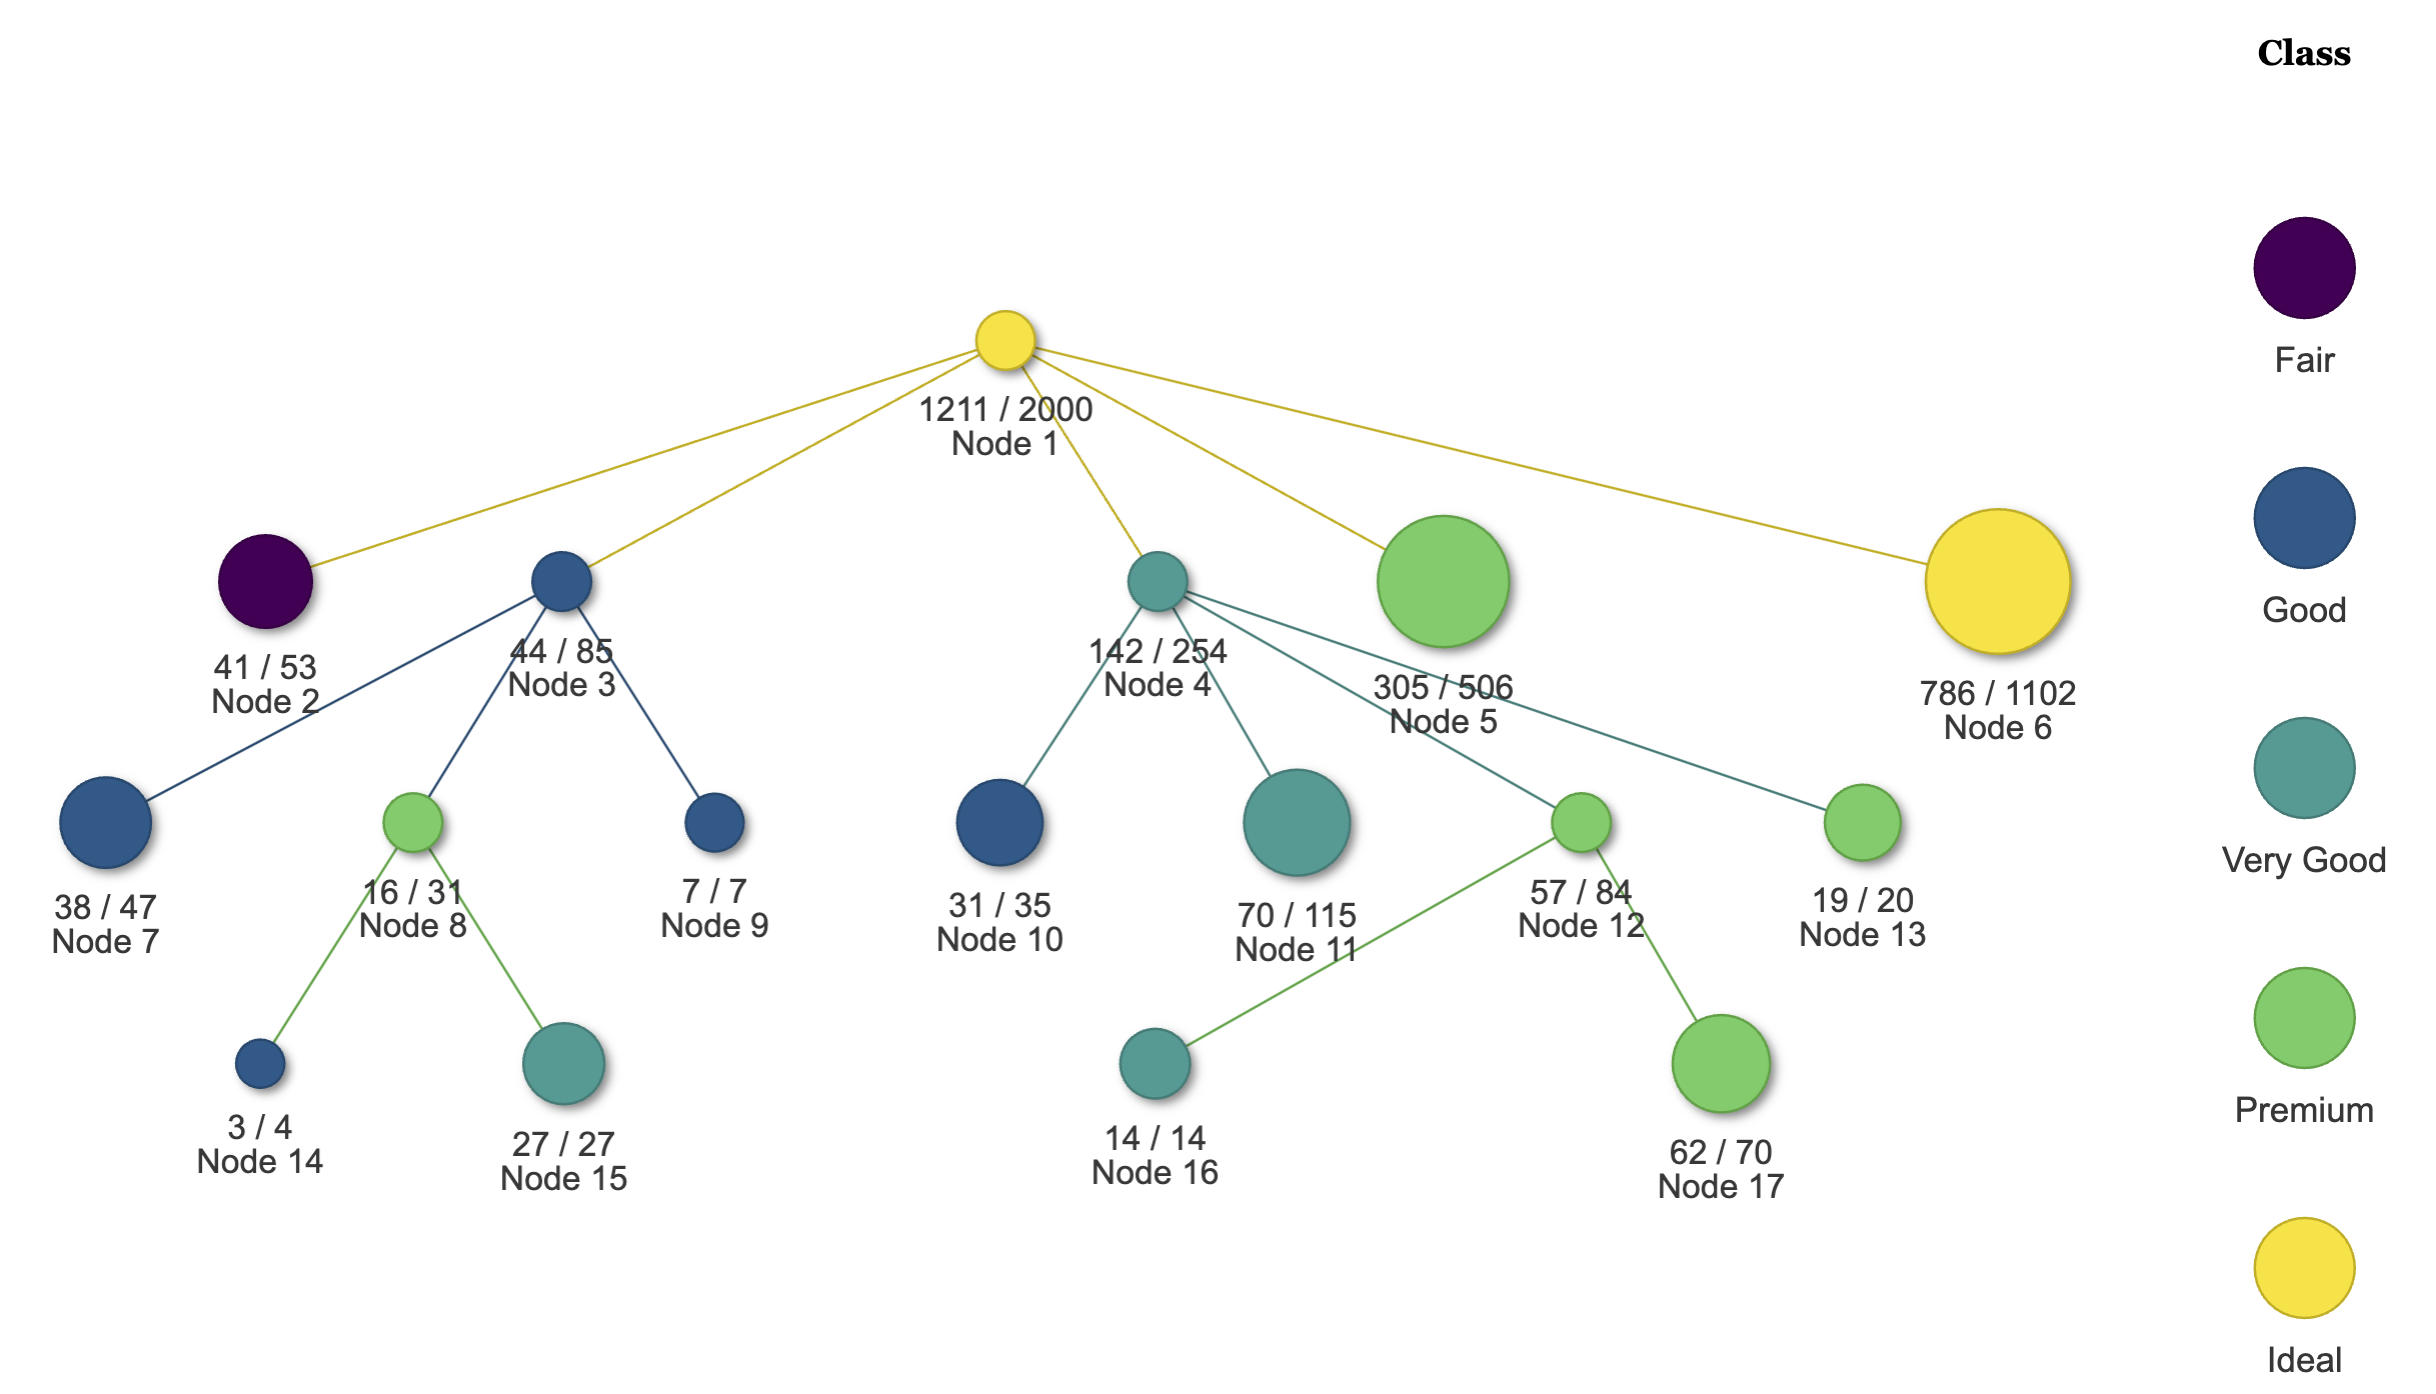 Class
1211 / 2000
Node 1
41 / 53
Node 2
44 / 85
Node 3
142 / 254
Node 4
305 / 506
Node 5
786 / 1102
Node 6
38 / 47
Node 7
16 / 31
Node 8
7 / 7
Node 9
31 / 35
Node 10
70 / 115
Node 11
57 / 84
Node 12
19 / 20
Node 13
3 / 4
Node 14
27 / 27
Node 15
14 / 14
Node 16
62 / 70
Node 17
Fair
Good
Very Good
Premium
Ideal